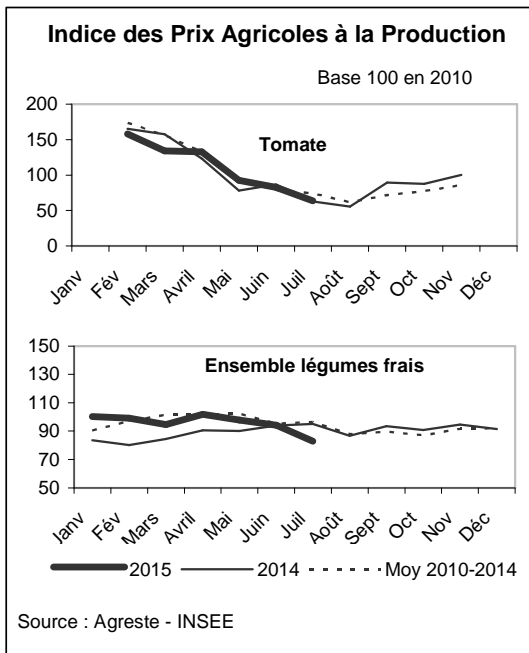 Indice des Prix Agricoles à la Production
Base 100 en 2010
Tomate
200
150
100
50
0
Janv
Fév
Mars
Avril
Mai
Juin
Juil
Août
Sept
Oct
Nov
Déc
Ensemble légumes frais
150
130
110
90
70
50
Janv
Fév
Mars
Avril
Mai
Juin
Juil
Août
Sept
Oct
Nov
Déc
2015 2014 Moy 2010-2014
Source : Agreste - INSEE